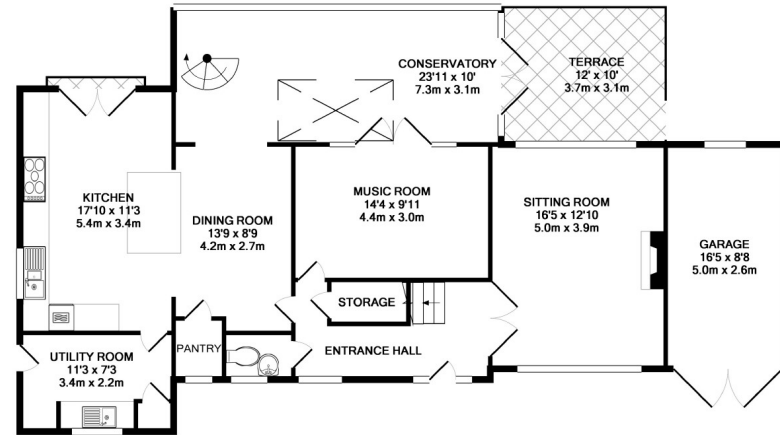 CONSERVATORY
23'11 x 10'
7.3m x 3.1m
TERRACE
12' x 10'
3.7m x 3.1m
KITCHEN
17'10 x 11'3
5.4m x 3.4m
DINING ROOM
13'9 x 8'9
4.2m x 2.7m
MUSIC ROOM
14'4 x 9'11
4.4m x 3.0m
SITTING ROOM
16'5 x 12'10
5.0m x 3.9m
GARAGE
16'5 x 8'8
5.0m x 2.6m
STORAGE
PANTRY
ENTRANCE HALL
UTILITY ROOM
11'3 x 7'3
3.4m x 2.2m